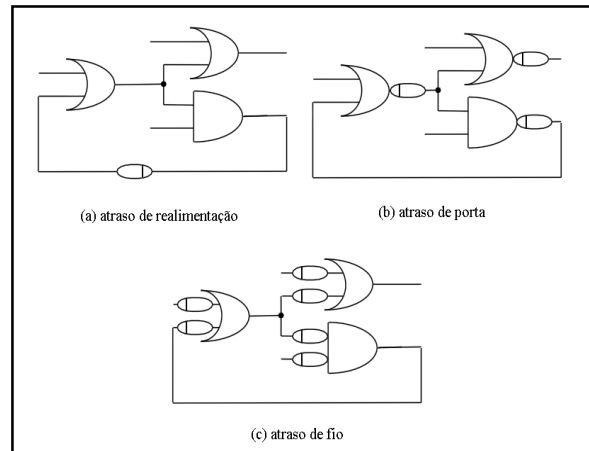 (a) atraso de realimentação
(b) atraso de porta
(c) atraso de fio